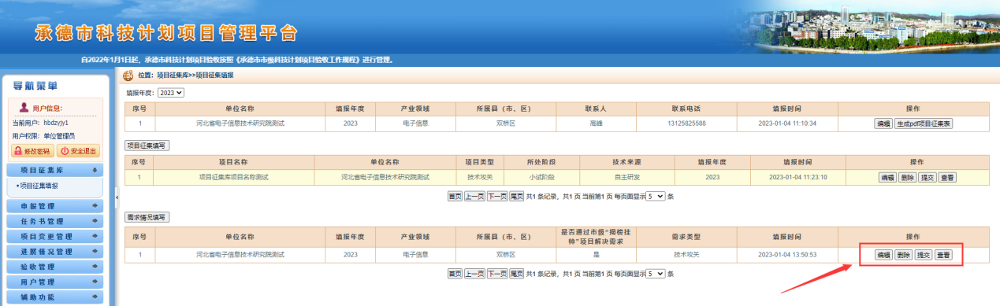 承德市科技计划项目管理平台
自2022年1月1日起，承德市科技计划项目验收按照《承德市市级科技计划项目验收工作规程》进行管理。
导航菜单
用户信息:
当前用户: hbdzyjy1
用户权限: 单位管理员
修改密码 安全退出
项目征集库
•项目征集填报
申报管理
任务书管理
项目变更管理
进展情况管理
验收管理
用户管理
辅助功能
位置: 项目征集库>>项目征集填报
填报年度: 2023
序号 单位名称 填报年度 产业领域 所属县（市、区） 联系人 联系电话 填报时间 操作
1 河北省电子信息技术研究院测试 2023 电子信息 双桥区 高峰 13125825588 2023-01-04 11:10:34 编辑 生成pdf项目征集表
项目征集填写
序号 项目名称 单位名称 项目类型 所处阶段 技术来源 填报年度 填报时间 操作
1 项目征集库项目名称测试 河北省电子信息技术研究院测试 技术攻关 小试阶段 自主研发 2023 2023-01-04 11:23:10 编辑 删除 提交 查看
首页 上一页 下一页 尾页 共1 条记录，共1 页 当前第1 页 每页面显示 5 条
需求情况填写
序号 单位名称 填报年度 产业领域 所属县（市、区） 是否通过市级“揭榜挂帅”项目解决需求 需求类型 填报时间 操作
1 河北省电子信息技术研究院测试 2023 电子信息 双桥区 是 技术攻关 2023-01-04 13:50:53 编辑 删除 提交 查看
首页 上一页 下一页 尾页 共1 条记录，共1 页 当前第1 页 每页面显示 5 条